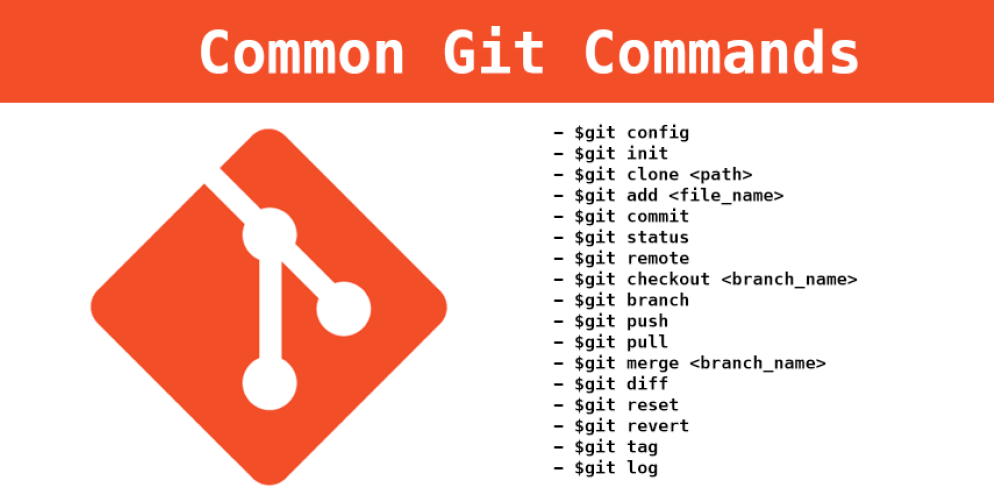 Common Git Commands
- $git config
- $git init
- $git clone <path>
- $git add <file_name>
- $git commit
- $git status
- $git remote
- $git checkout <branch_name>
- $git branch
- $git push
- $git pull
- $git merge <branch_name>
- $git diff
- $git reset
- $git revert
- $git tag
- $git log